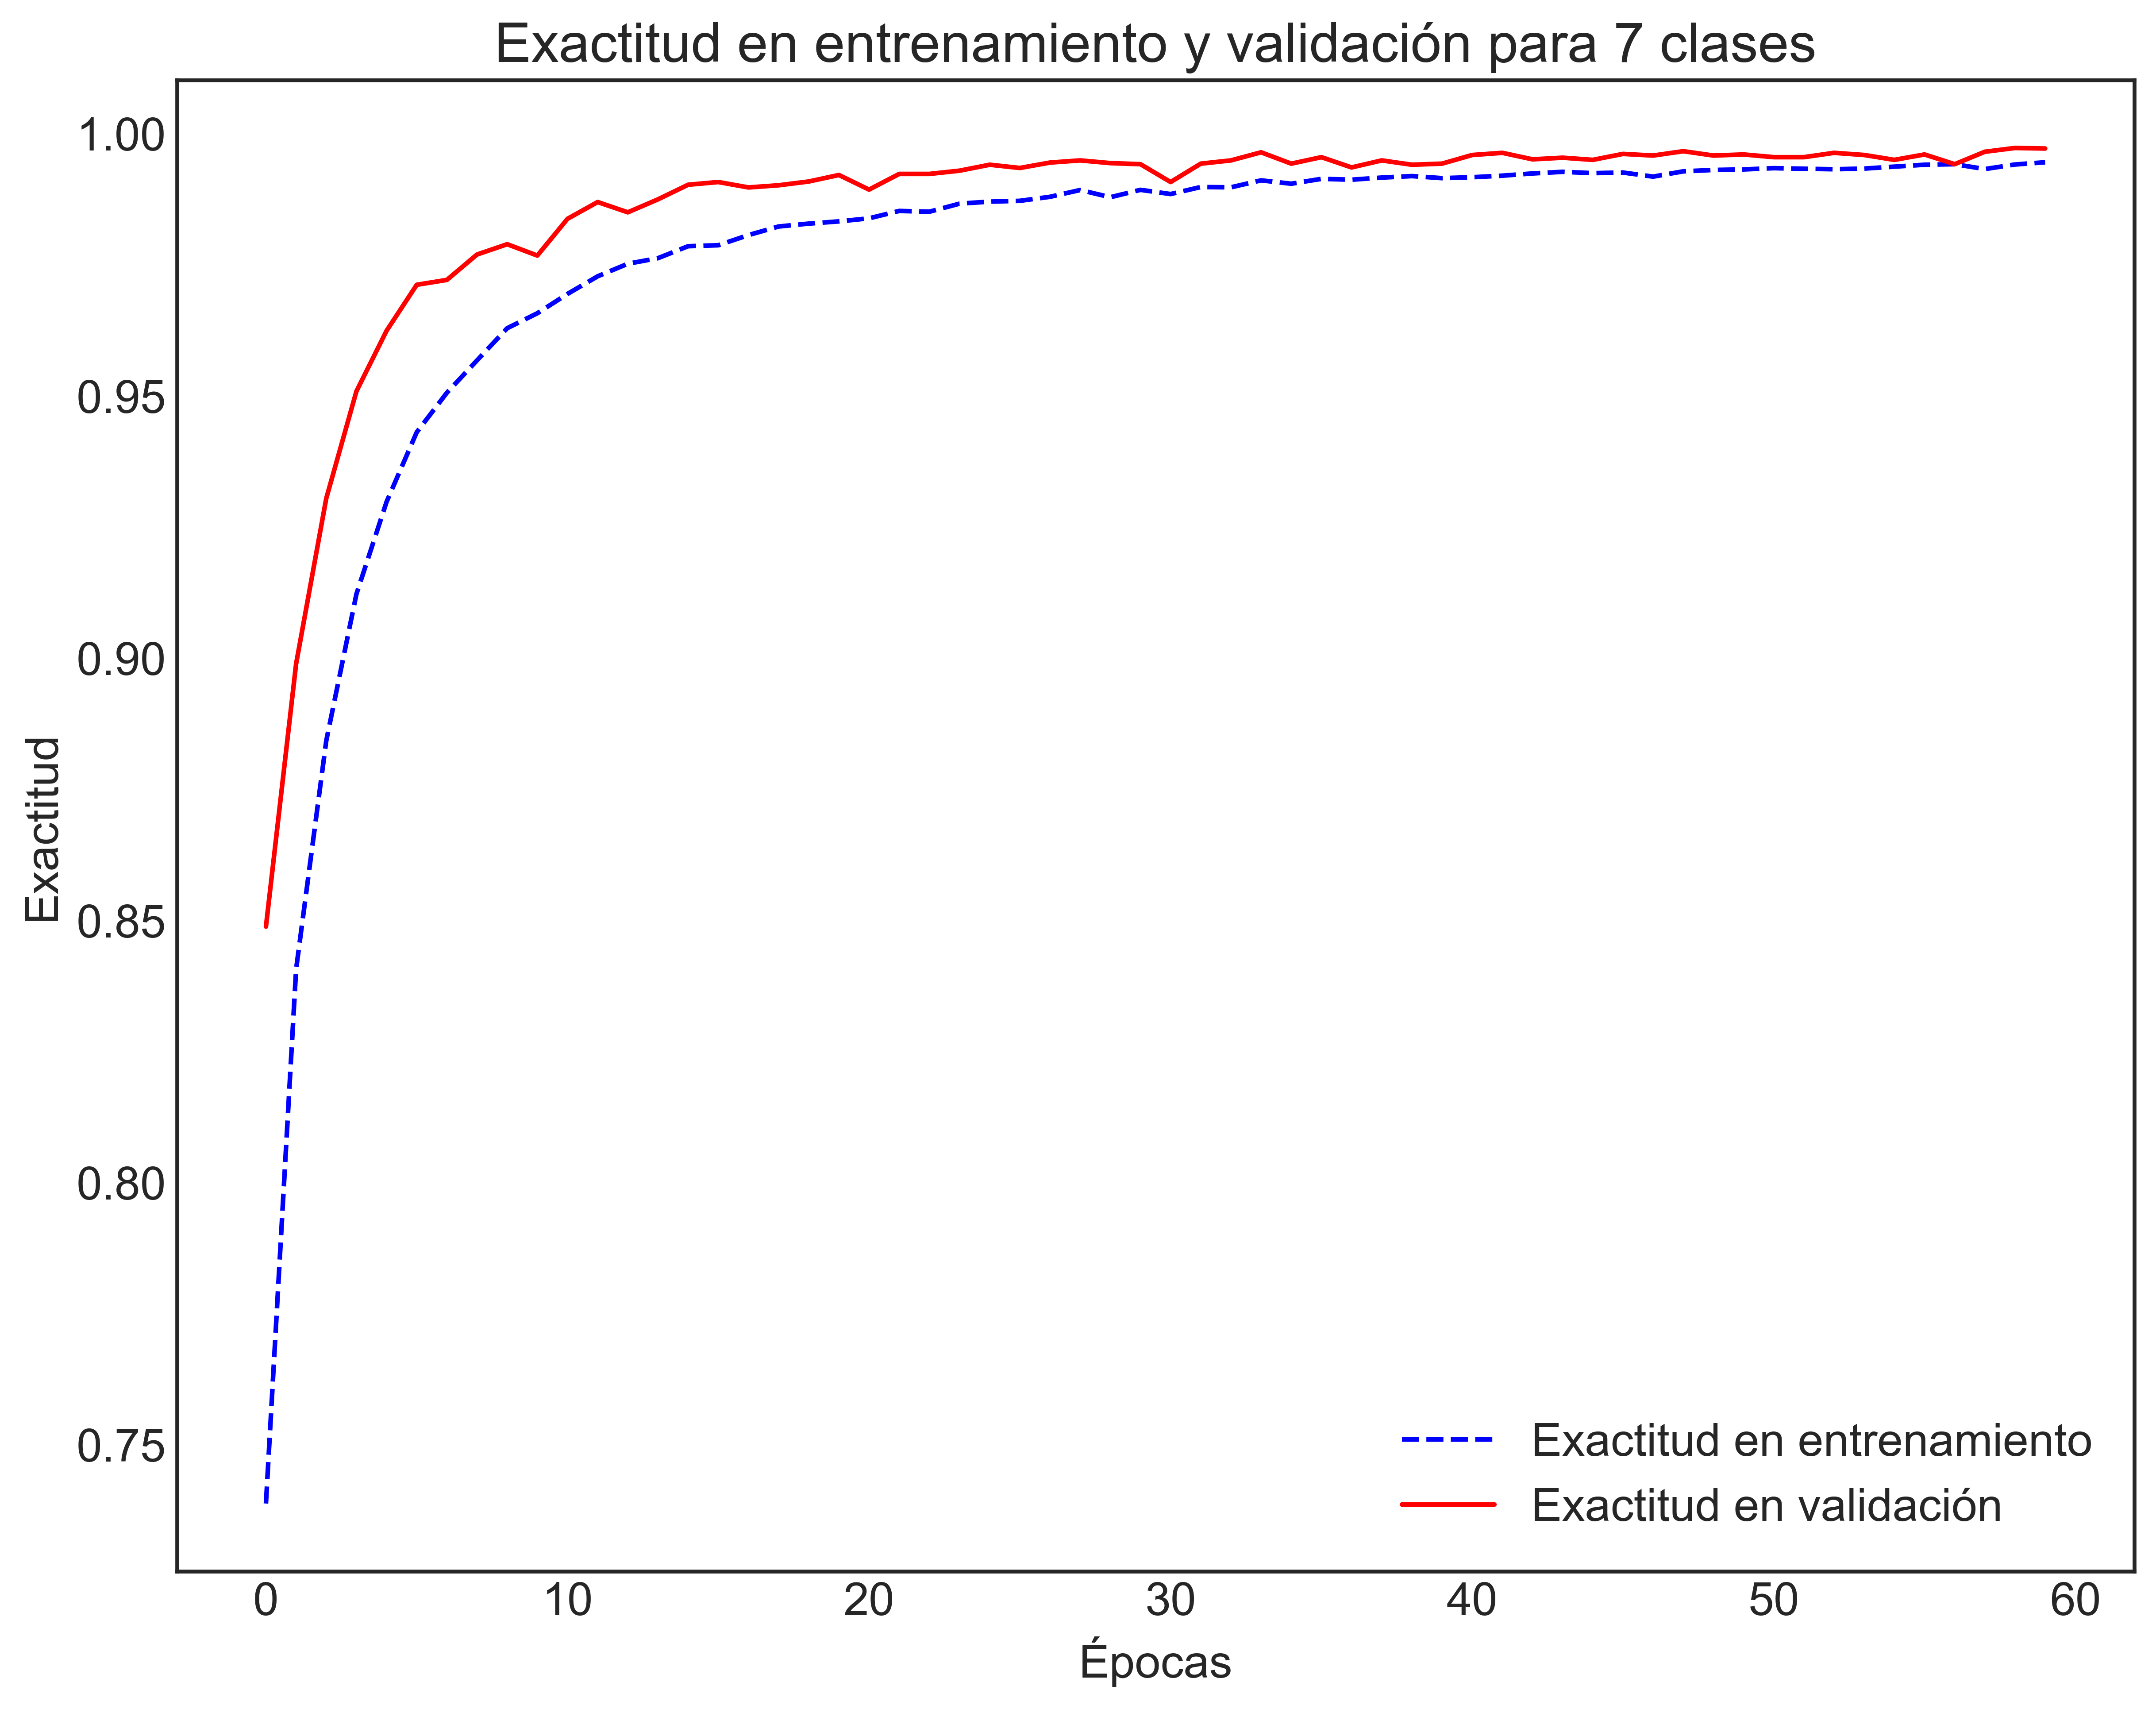 Exactitud en entrenamiento y validación para 7 clases
1.00
0.95
0.90
0.85
0.80
0.75
Exactitud
Exactitud en entrenamiento
Exactitud en validación
0 10 20 30 40 50 60
Épocas